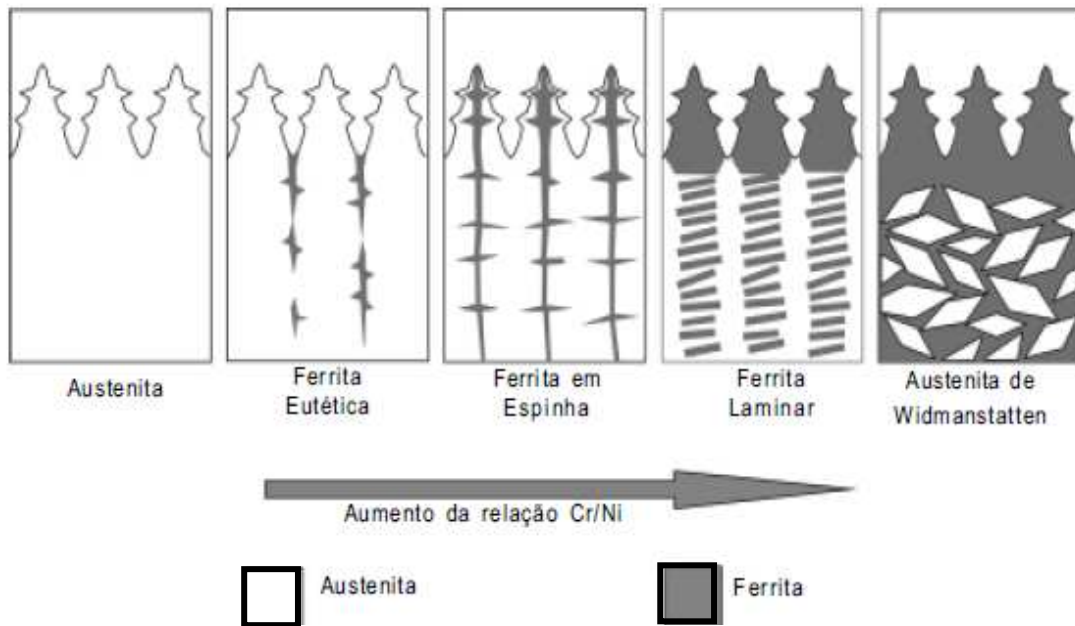 Austenita
Ferrita
Eutética
Ferrita em
Espinha
Ferrita
Laminar
Austenita de
Widmanstatten
Aumento da relação Cr/Ni
Austenita
Ferrita